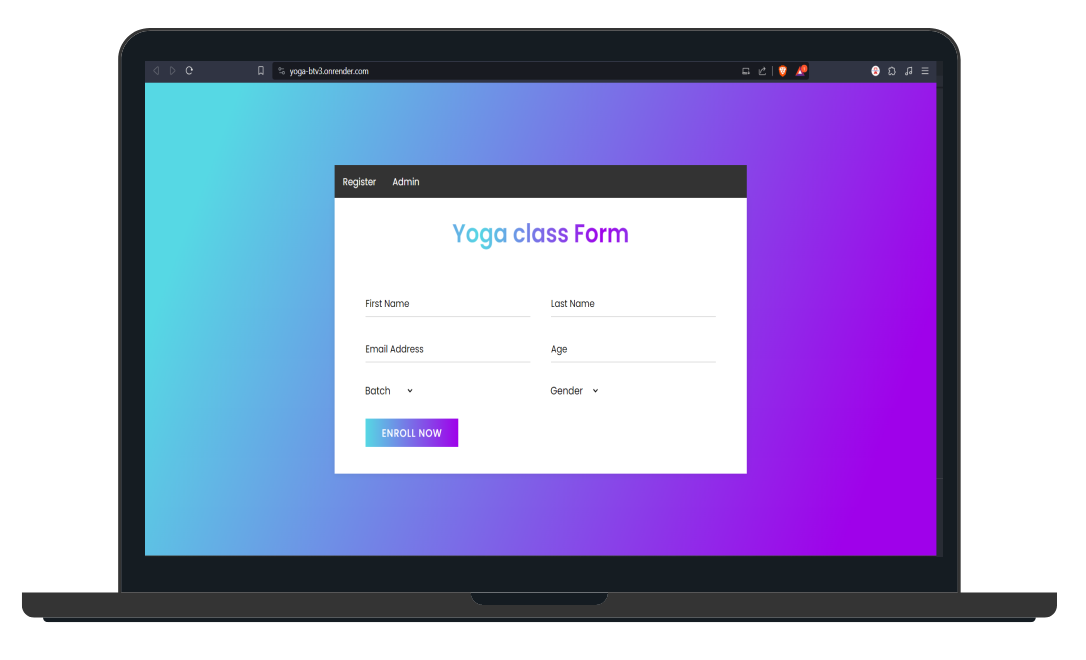 yoga-btv3.onrender.com
Register Admin
Yoga class Form
First Name Last Name
Email Address Age
Batch Gender
ENROLL NOW